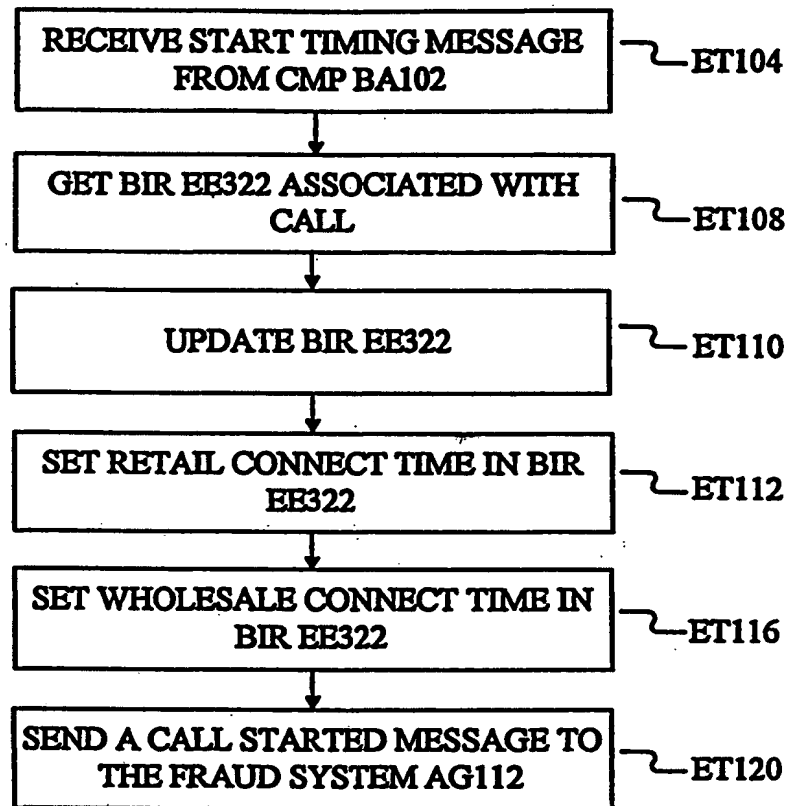 RECEIVE START TIMING MESSAGE
FROM CMP BA102
ET104
GET BIR EE322 ASSOCIATED WITH
CALL
ET108
UPDATE BIR EE322
ET110
SET RETAIL CONNECT TIME IN BIR
EE322
ET112
SET WHOLESALE CONNECT TIME IN
BIR EE322
ET116
SEND A CALL STARTED MESSAGE TO
THE FRAUD SYSTEM AG112
ET120